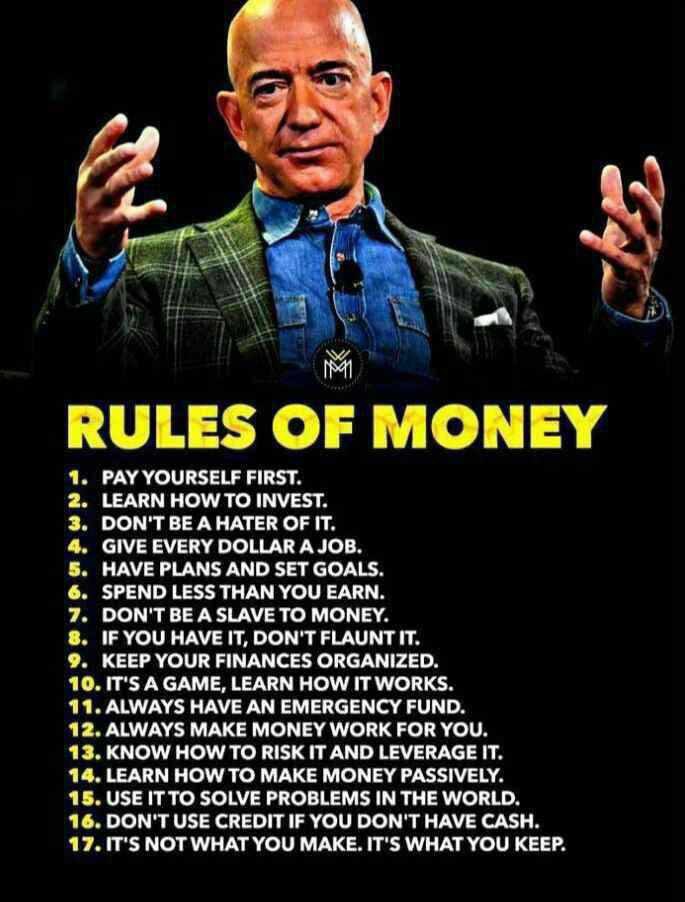 RULES OF MONEY
1. PAY YOURSELF FIRST.
2. LEARN HOW TO INVEST.
3. DON'T BE A HATER OF IT.
4. GIVE EVERY DOLLAR A JOB.
5. HAVE PLANS AND SET GOALS.
6. SPEND LESS THAN YOU EARN.
7. DON'T BE A SLAVE TO MONEY.
8. IF YOU HAVE IT, DON'T FLAUNT IT.
9. KEEP YOUR FINANCES ORGANIZED.
10. IT'S A GAME, LEARN HOW IT WORKS.
11. ALWAYS HAVE AN EMERGENCY FUND.
12. ALWAYS MAKE MONEY WORK FOR YOU.
13. KNOW HOW TO RISK IT AND LEVERAGE IT.
14. LEARN HOW TO MAKE MONEY PASSIVELY.
15. USE IT TO SOLVE PROBLEMS IN THE WORLD.
16. DON'T USE CREDIT IF YOU DON'T HAVE CASH.
17. IT'S NOT WHAT YOU MAKE. IT'S WHAT YOU KEEP.